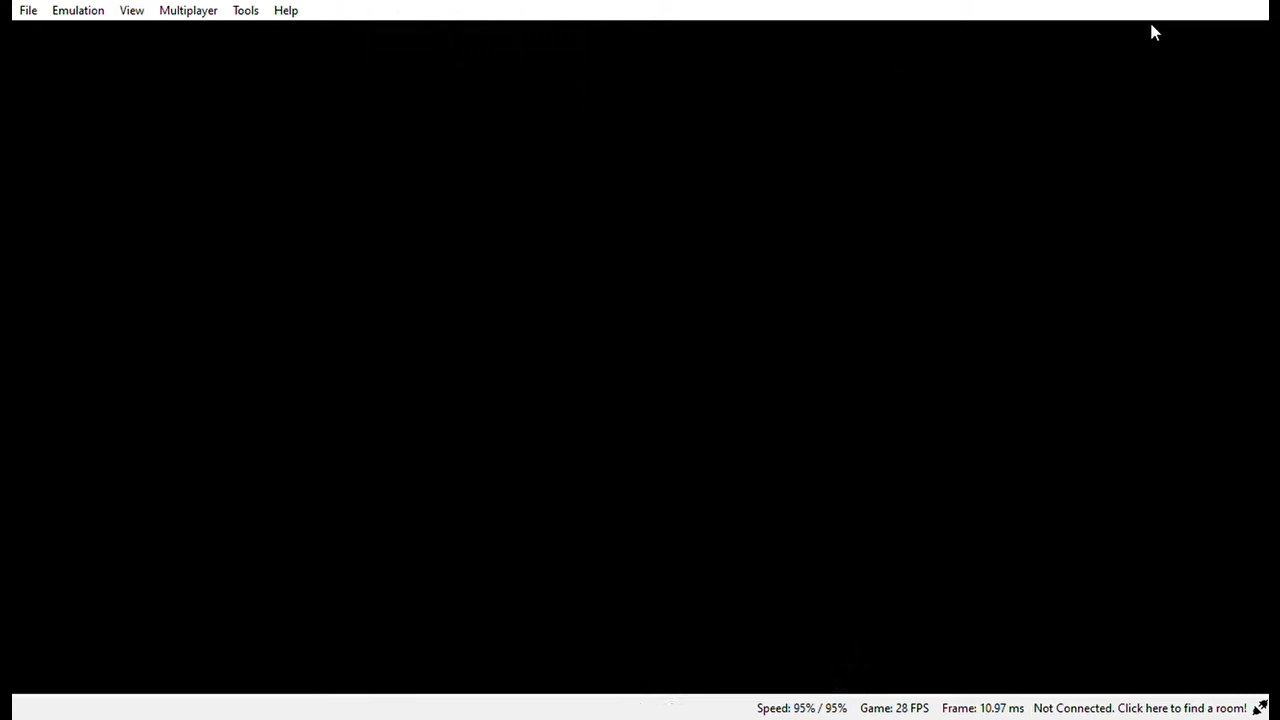 File Emulation View Multiplayer Tools Help
Speed: 95% / 95% Game: 28 FPS Frame: 10.97 ms Not Connected. Click here to find a room!